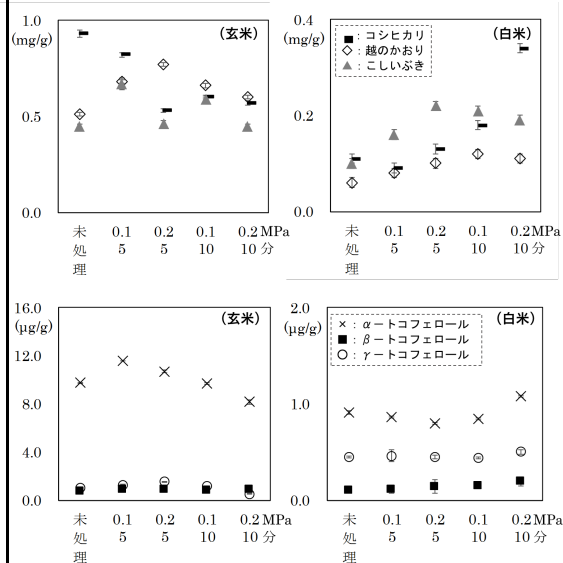 1.0
(mg/g)
(玄米)
0.5
0.0
未処理
0.1 0.2 0.1 0.2 MPa
5 5 10 10 分
0.4
(mg/g)
(白米)
: コシヒカリ
: 越のかおり
: こしいぶき
0.2
0.0
未処理
0.1 0.2 0.1 0.2 MPa
5 5 10 10 分
16.0
(μg/g)
(玄米)
12.0
8.0
4.0
0.0
未処理
0.1 0.2 0.1 0.2 MPa
5 5 10 10 分
2.0
(μg/g)
(白米)
: α－トコフェロール
: β－トコフェロール
: γ－トコフェロール
1.0
0.0
未処理
0.1 0.2 0.1 0.2 MPa
5 5 10 10 分